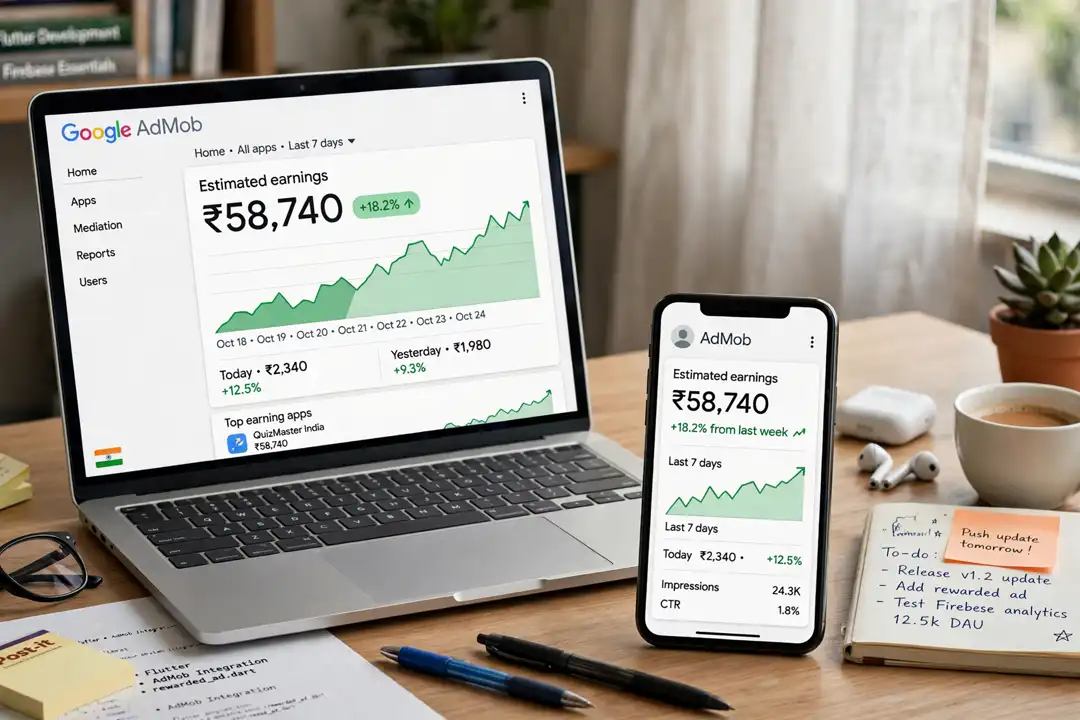 Flutter Development
Firebase Essentials
Google AdMob
Home
Apps
Mediation
Reports
Users
Home • All apps • Last 7 days
Estimated earnings
₹58,740
+18.2% ↑
Oct 18 • Oct 19 • Oct 20 • Oct 21 • Oct 22 • Oct 23 • Oct 24
Today • ₹2,340
+12.5%
Yesterday • ₹1,980
+9.3%
Top earning apps
QuizMaster India
₹58,740
AdMob
Estimated earnings
₹58,740
+18.2% from last week
Last 7 days
Last 7 days
Today ₹2,340 •
+12.5%
Impressions
24.3K
CTR
1.8%
Push update
tomorrow !
To-do :
- Release v1.2 update
- Add rewarded ad
- Test Firebase analytics
12.5k DAU
Post-it
• AdMob Integration
• Flutter
• AdMob Integration
rewarded_ad.dart
• AdMob Integration